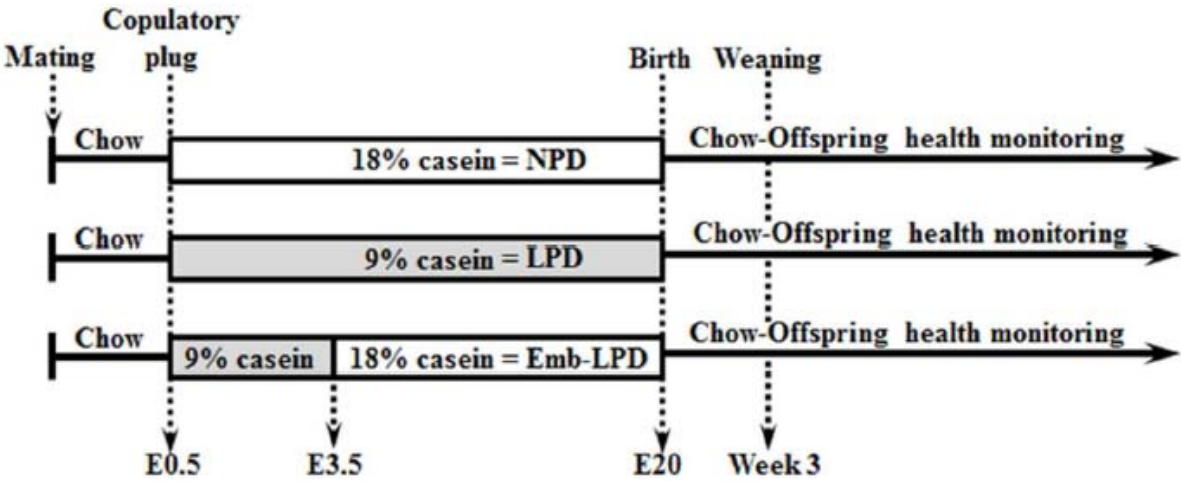 Copulatory
Mating plug Birth Weaning
Chow Chow-Offspring health monitoring
18% casein = NPD
Chow Chow-Offspring health monitoring
9% casein = LPD
Chow Chow-Offspring health monitoring
9% casein 18% casein = Emb-LPD
E0.5 E3.5 E20 Week 3